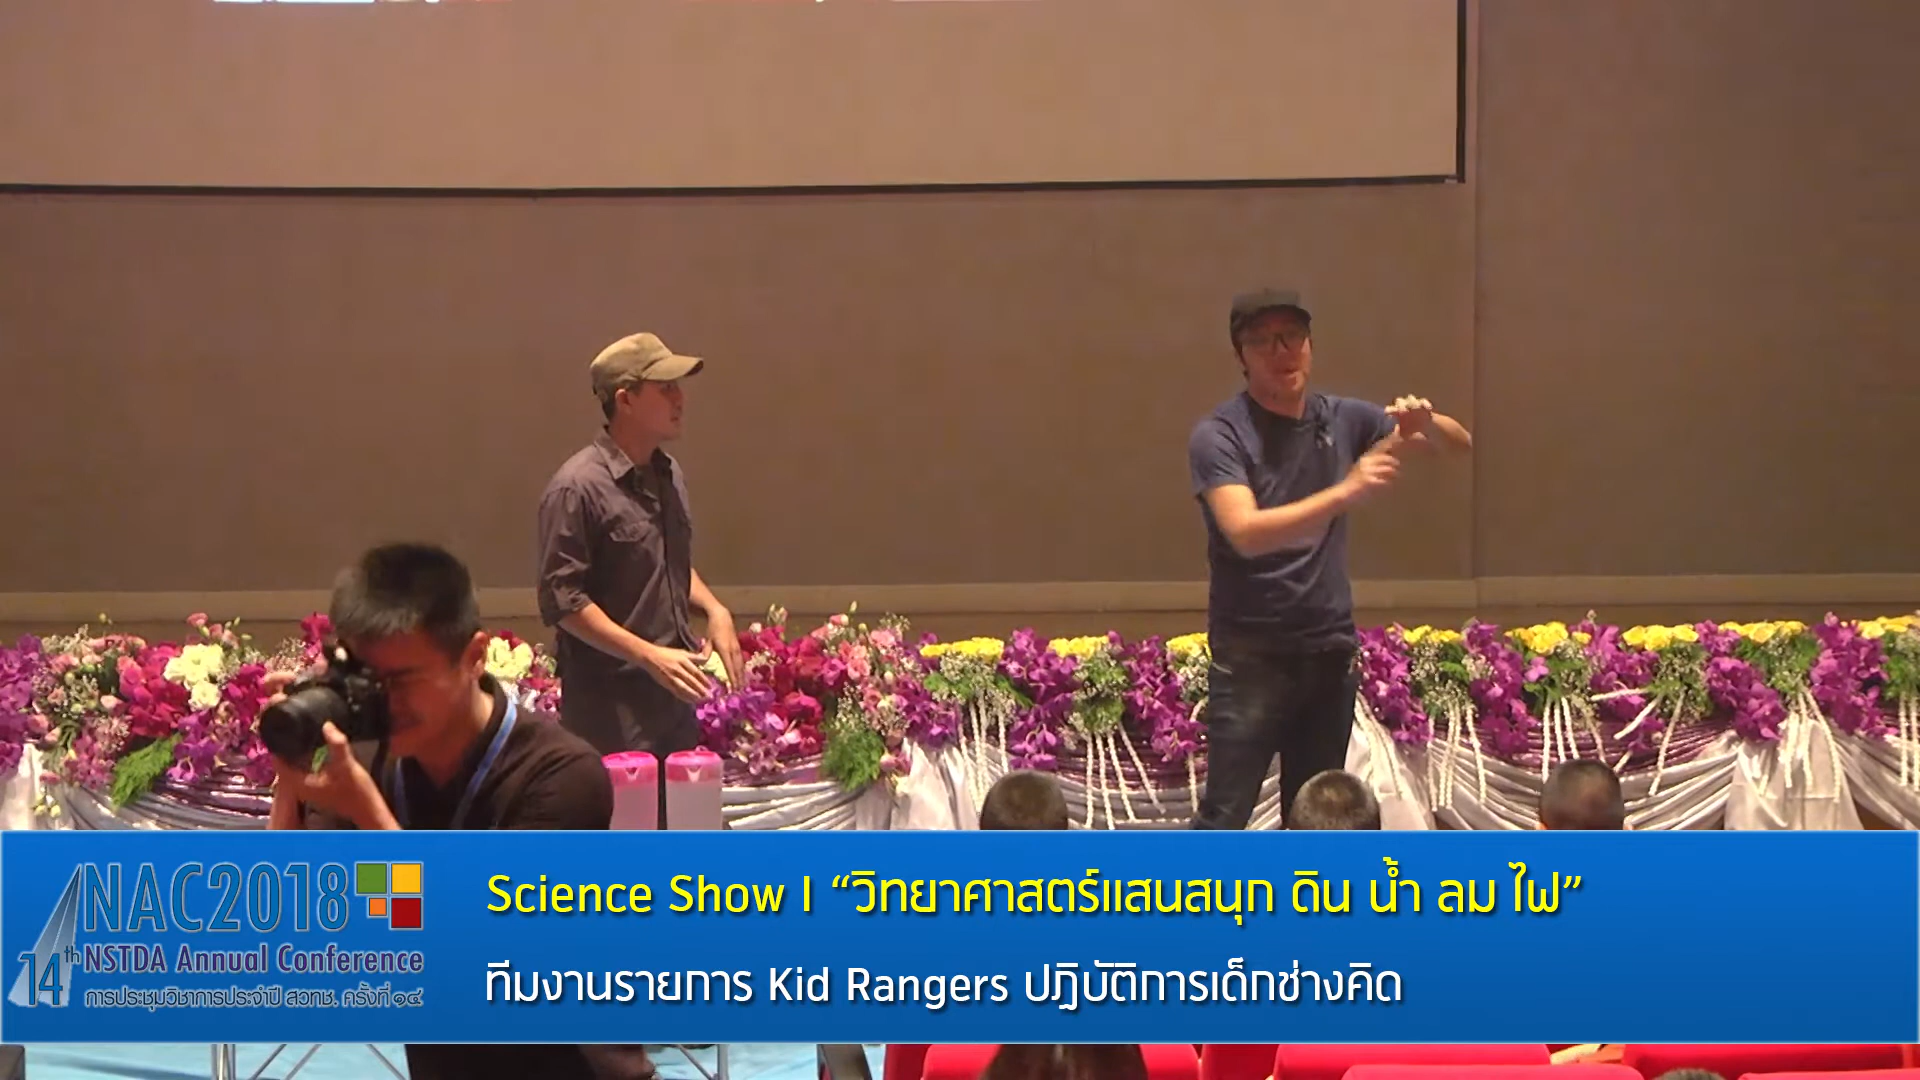 NAC2018
14th NSTDA Annual Conference
การประชุมวิชาการประจำปี สวทช. ครั้งที่ ๑๔
Science Show I “วิทยาศาสตร์แสนสนุก ดิน น้ำ ลม ไฟ”
ทีมงานรายการ Kid Rangers ปฏิบัติการเด็กช่างคิด